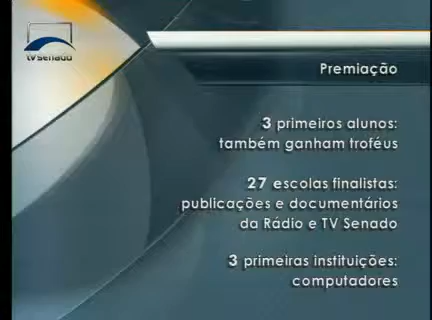 tv senado
Premiação
3 primeiros alunos:
também ganham troféus
27 escolas finalistas:
publicações e documentários
da Rádio e TV Senado
3 primeiras instituições:
computadores